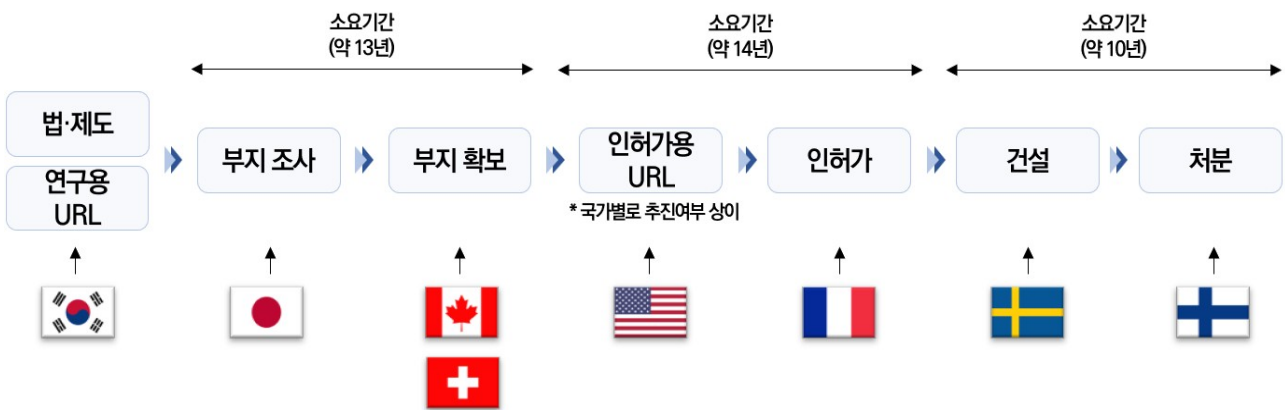 소요기간
(약 13년)
소요기간
(약 14년)
소요기간
(약 10년)
법·제도
연구용
URL
부지 조사
부지 확보
인허가용
URL
* 국가별로 추진여부 상이
인허가
건설
처분